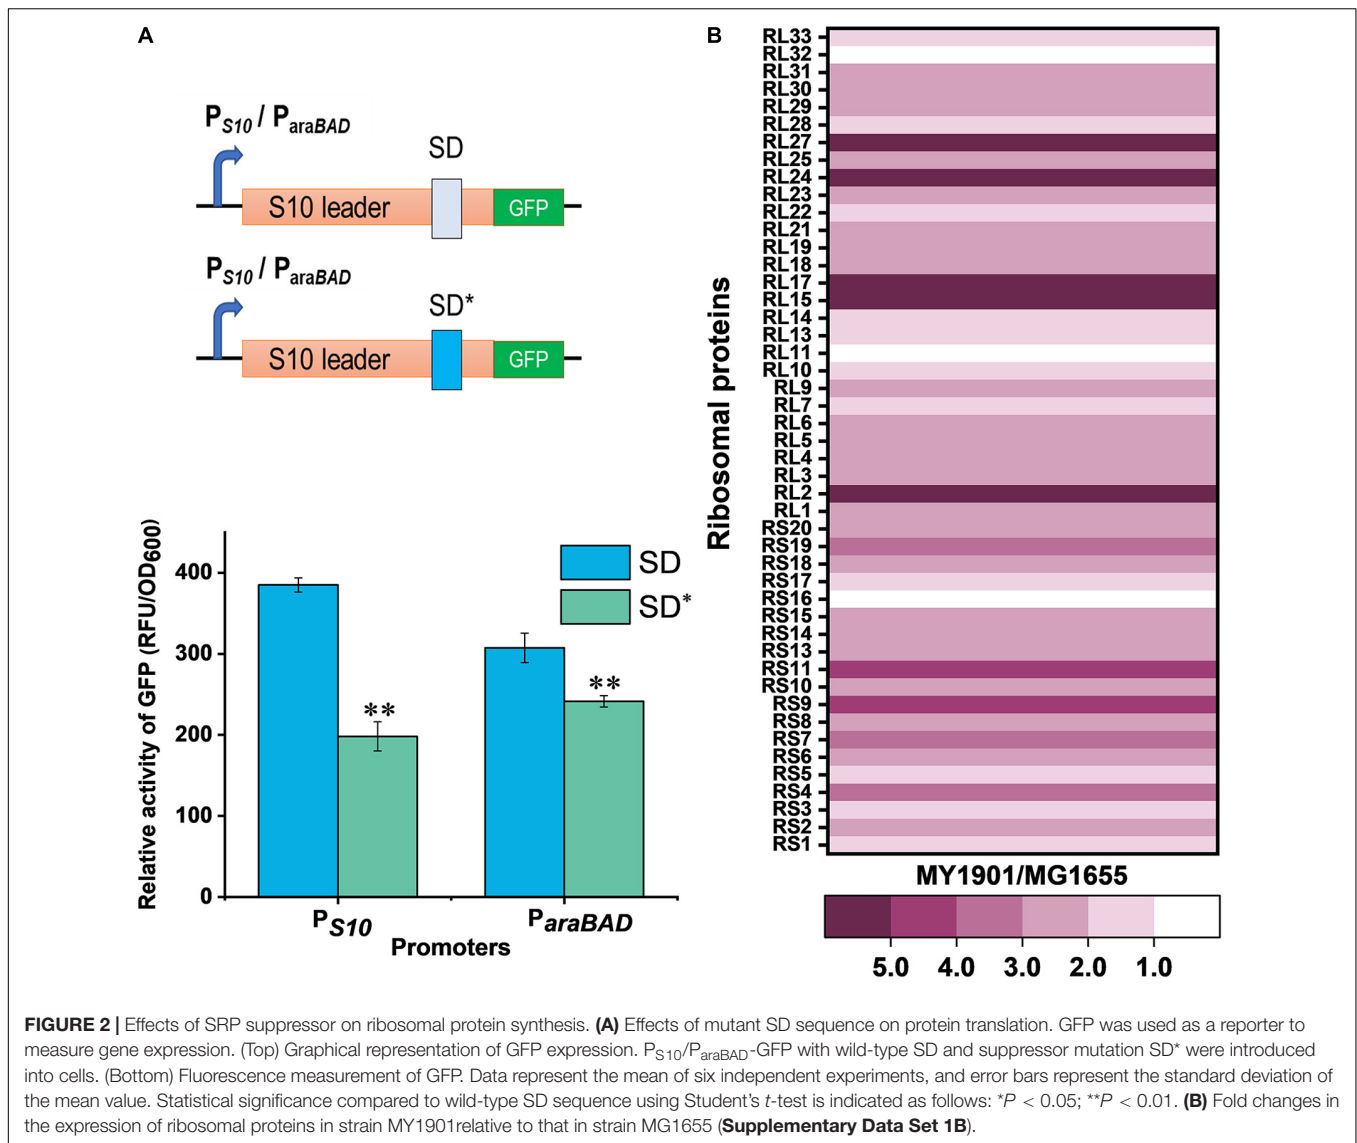 A
P_S10 / P_araBAD
SD
S10 leader
GFP
P_S10 / P_araBAD
SD*
S10 leader
GFP
Relative activity of GFP (RFU/OD600)
400
300
200
100
0
SD
SD*
**
**
P_S10
P_araBAD
Promoters
B
Ribosomal proteins
RL33
RL32
RL31
RL30
RL29
RL28
RL27
RL25
RL24
RL23
RL22
RL21
RL19
RL18
RL17
RL15
RL14
RL13
RL11
RL10
RL9
RL7
RL6
RL5
RL4
RL3
RL2
RL1
RS20
RS19
RS18
RS17
RS16
RS15
RS14
RS13
RS11
RS10
RS9
RS8
RS7
RS6
RS5
RS4
RS3
RS2
RS1
MY1901/MG1655
5.0 4.0 3.0 2.0 1.0
FIGURE 2 | Effects of SRP suppressor on ribosomal protein synthesis. (A) Effects of mutant SD sequence on protein translation. GFP was used as a reporter to
measure gene expression. (Top) Graphical representation of GFP expression. P_S10/P_araBAD-GFP with wild-type SD and suppressor mutation SD* were introduced
into cells. (Bottom) Fluorescence measurement of GFP. Data represent the mean of six independent experiments, and error bars represent the standard deviation of
the mean value. Statistical significance compared to wild-type SD sequence using Student's t-test is indicated as follows: *P < 0.05; **P < 0.01. (B) Fold changes in
the expression of ribosomal proteins in strain MY1901relative to that in strain MG1655 (Supplementary Data Set 1B).